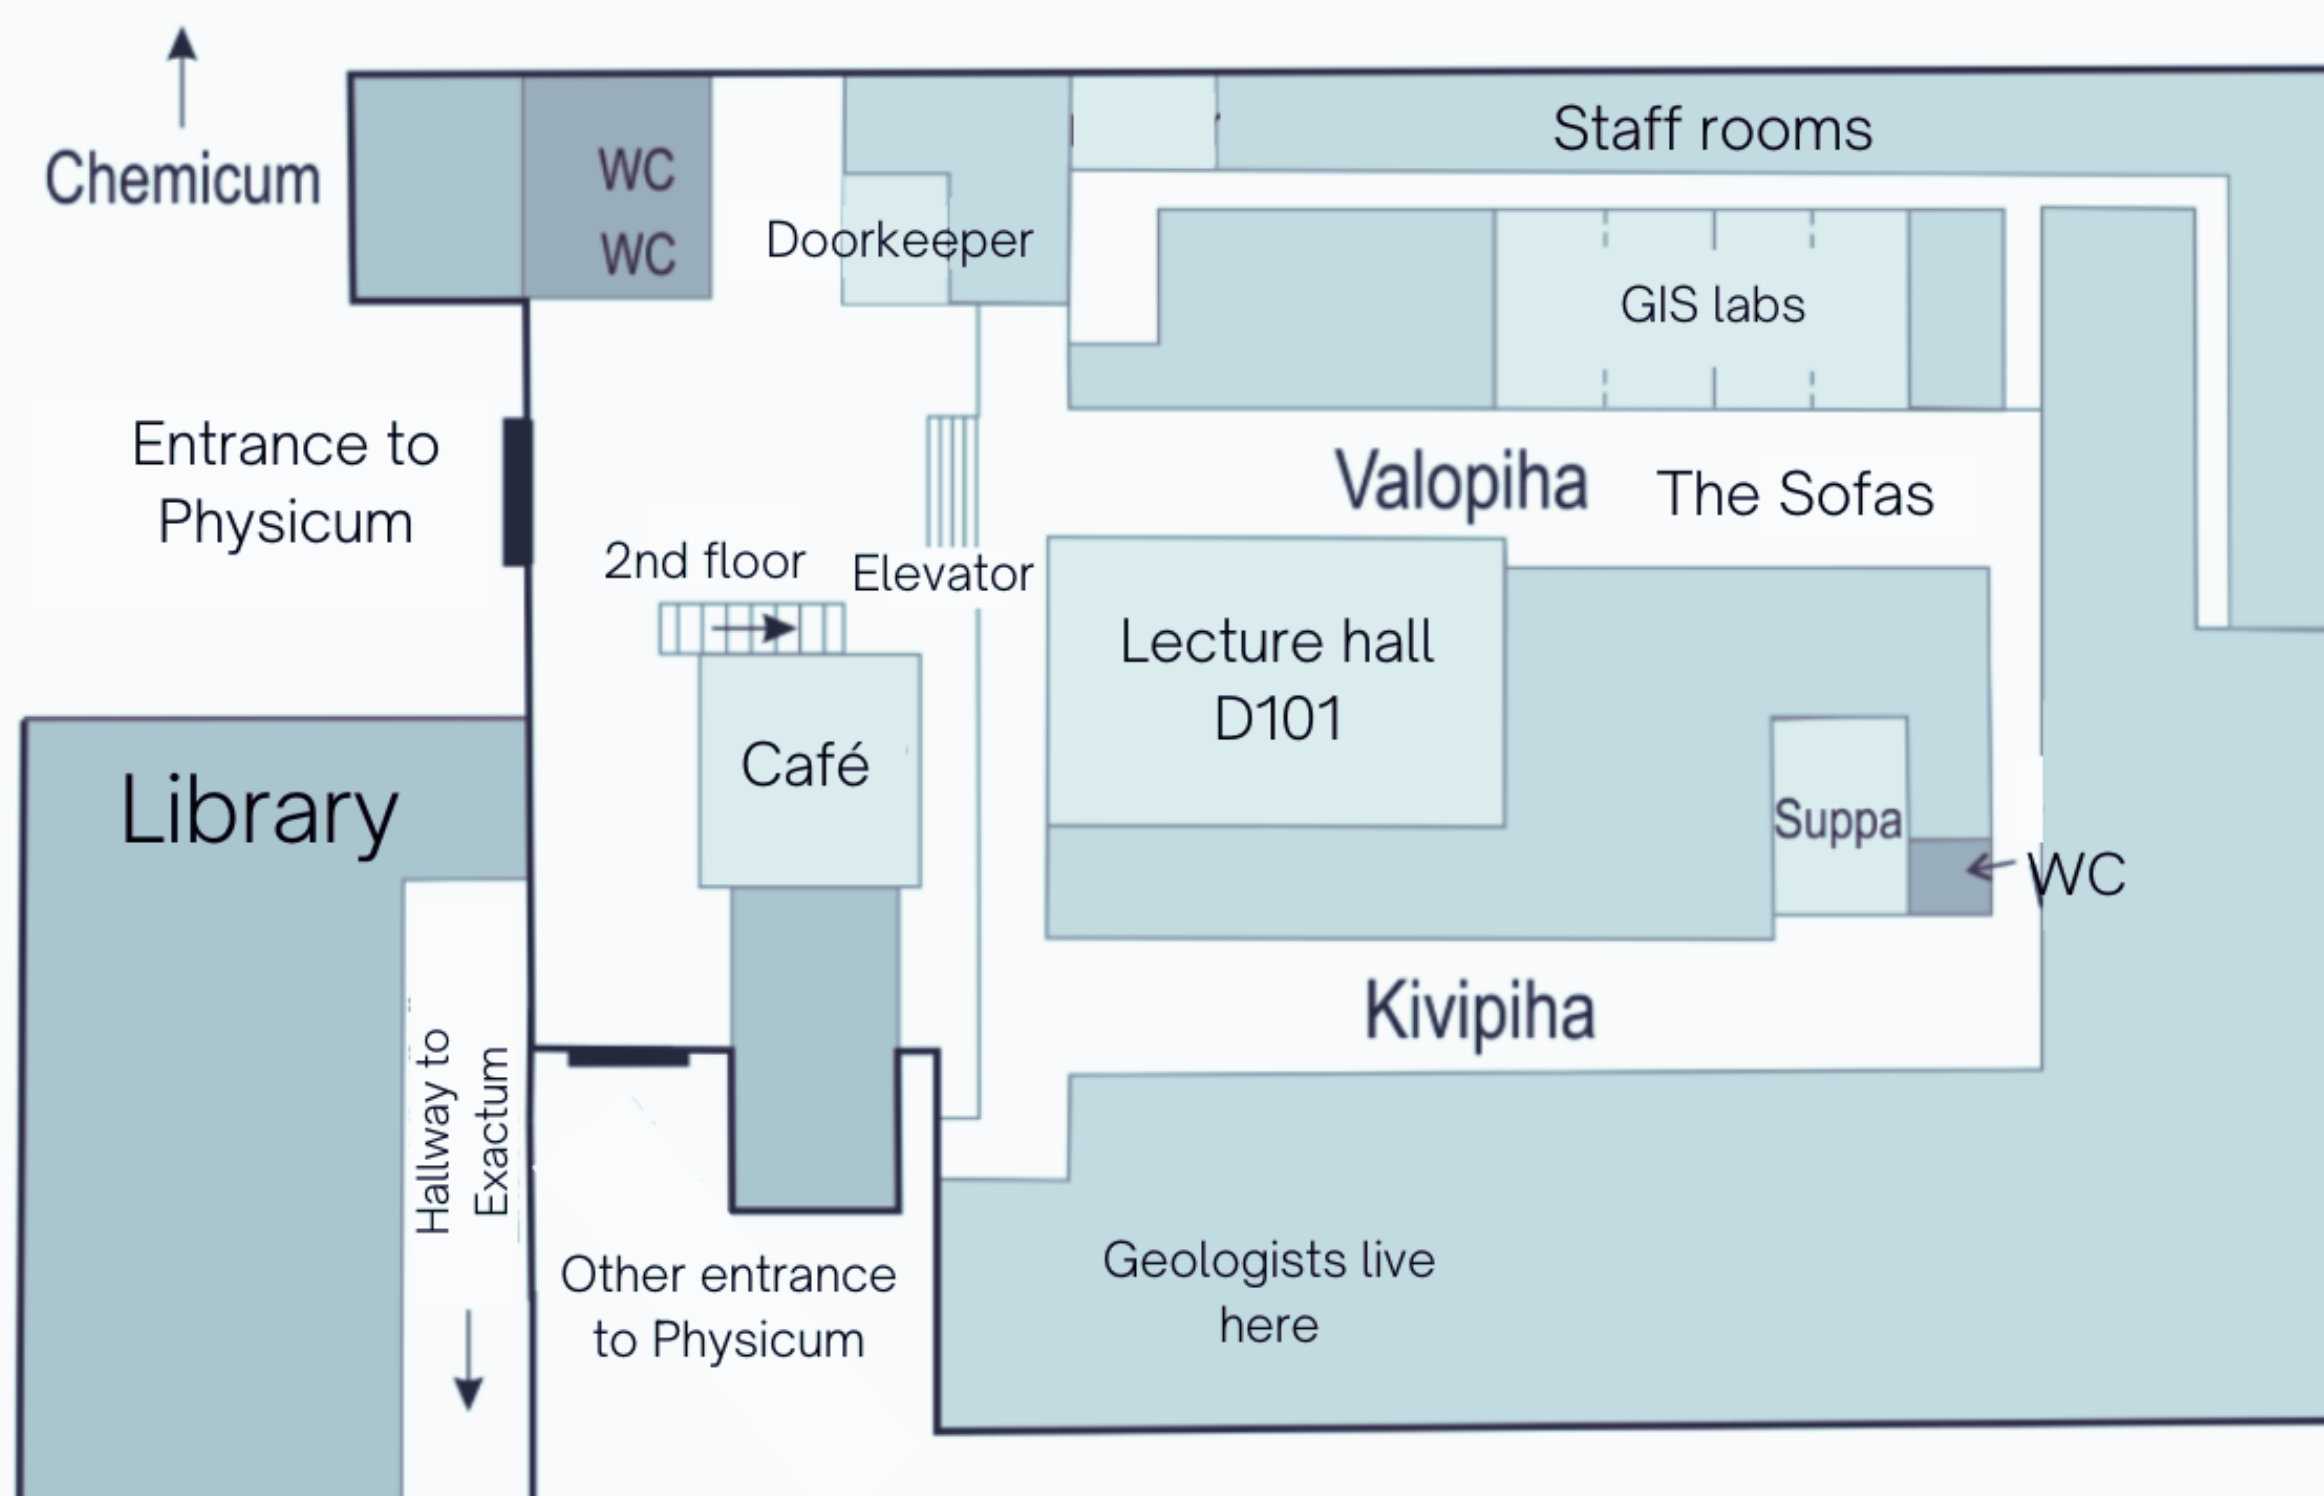 Chemicum
WC
WC
Doorkeeper
Staff rooms
GIS labs
Entrance to
Physicum
Valopiha
The Sofas
2nd floor
Elevator
Lecture hall
D101
Café
Library
Suppa
WC
Kivipiha
Hallway to
Exactum
Other entrance
to Physicum
Geologists live
here